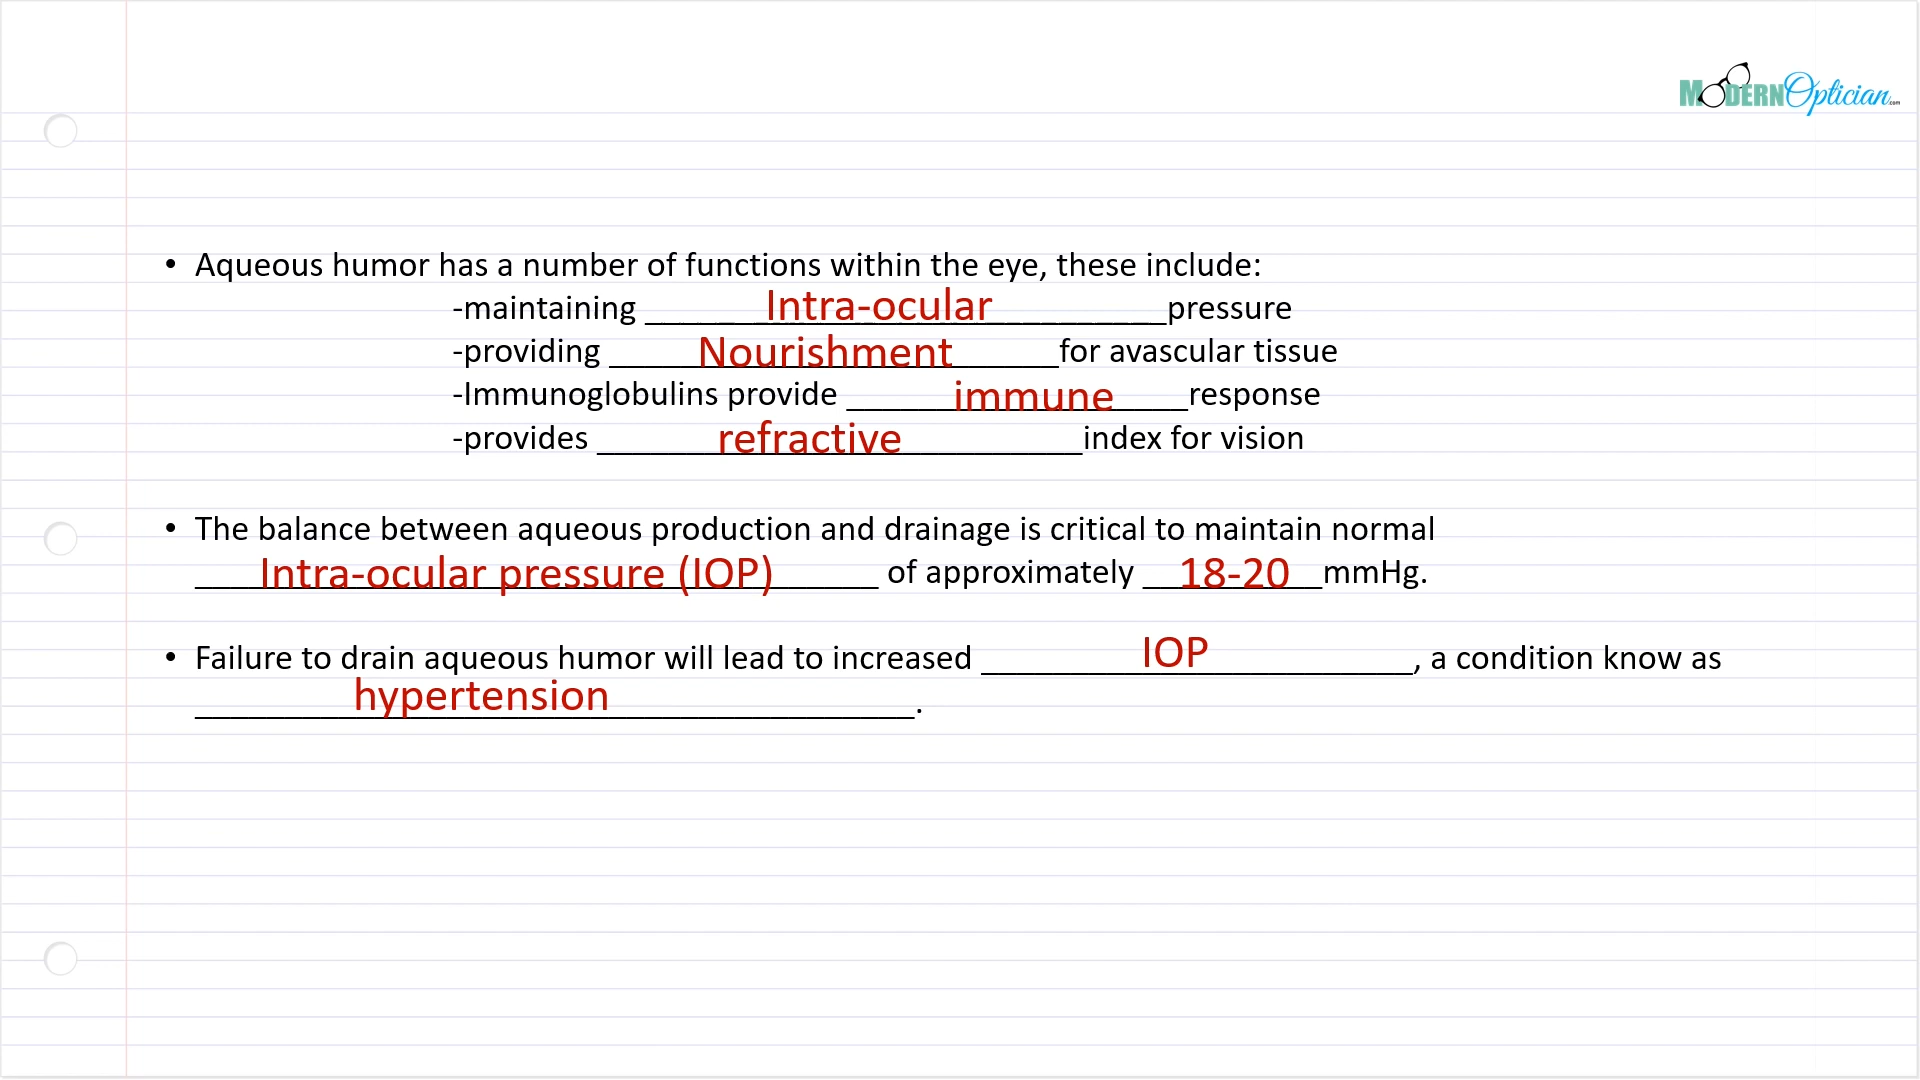 MODERNOptician.com
• Aqueous humor has a number of functions within the eye, these include:
-maintaining Intra-ocular pressure
-providing Nourishment for avascular tissue
-Immunoglobulins provide immune response
-provides refractive index for vision
• The balance between aqueous production and drainage is critical to maintain normal
Intra-ocular pressure (IOP) of approximately 18-20 mmHg.
• Failure to drain aqueous humor will lead to increased IOP, a condition know as
hypertension.